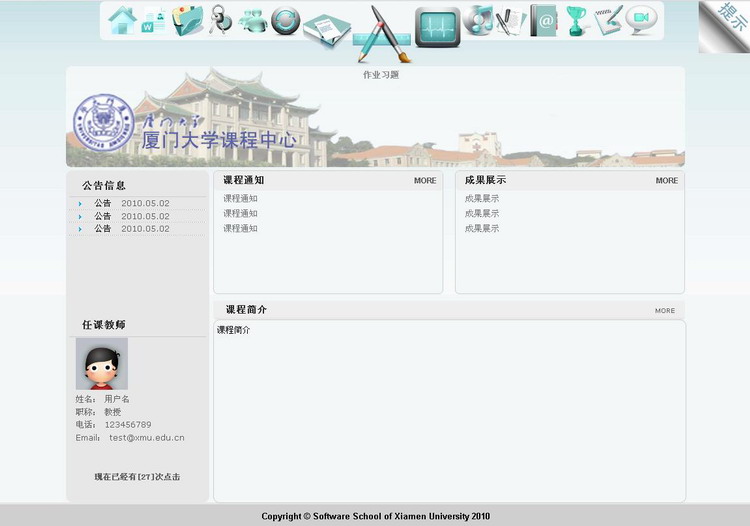 提示
作业习题
厦门大学
厦门大学课程中心
公告信息
公告 2010.05.02
公告 2010.05.02
公告 2010.05.02
课程通知 MORE
课程通知
课程通知
课程通知
成果展示 MORE
成果展示
成果展示
成果展示
任课教师
姓名： 用户名
职称： 教授
电话： 123456789
Email： test@xmu.edu.cn
现在已经有[27]次点击
课程简介 MORE
课程简介
Copyright © Software School of Xiamen University 2010